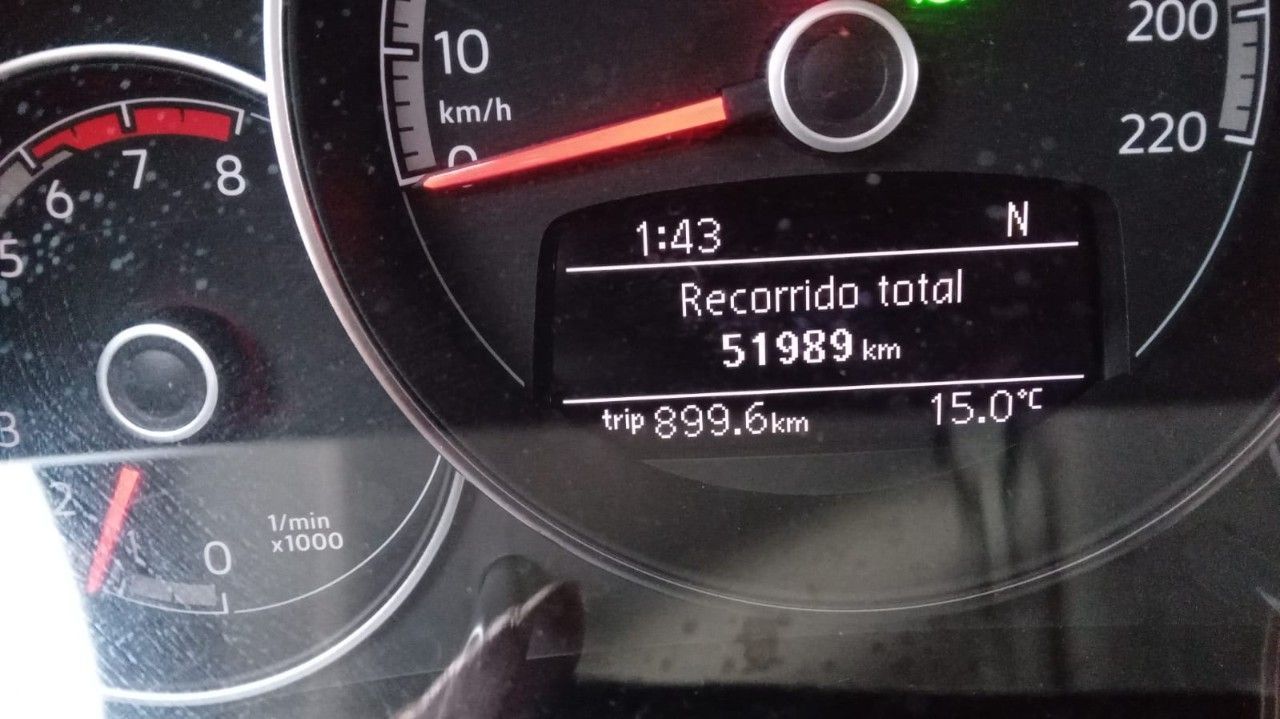 10
km/h
0
200
220
5
6
7
8
3
2
1
0
1/min
x1000
1:43 N
Recorrido total
51989 km
trip 899.6 km 15.0°C